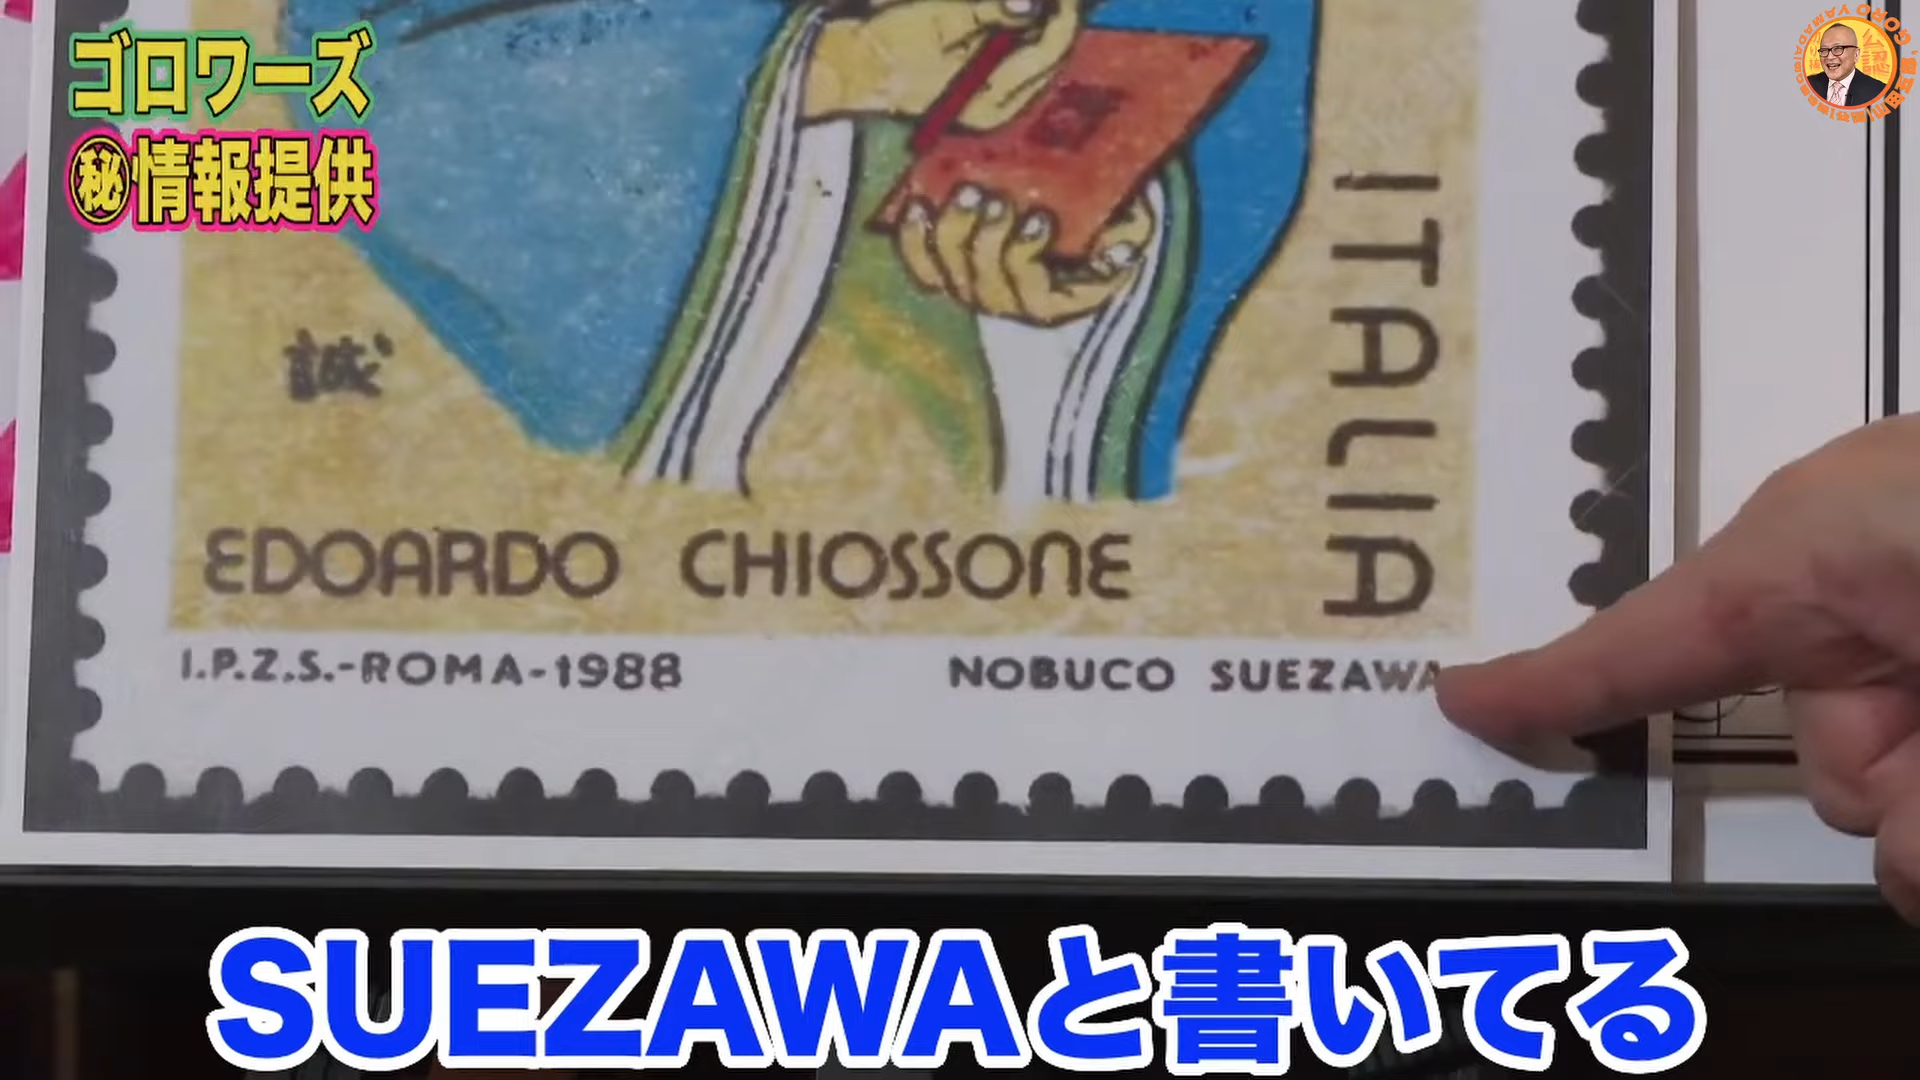 ゴロワーズ
㊙情報提供
ITALIA
誠
EDOARDO CHIOSSONE
I.P.Z.S.-ROMA-1988
NOBUCO SUEZAWA
SUEZAWAと書いてる